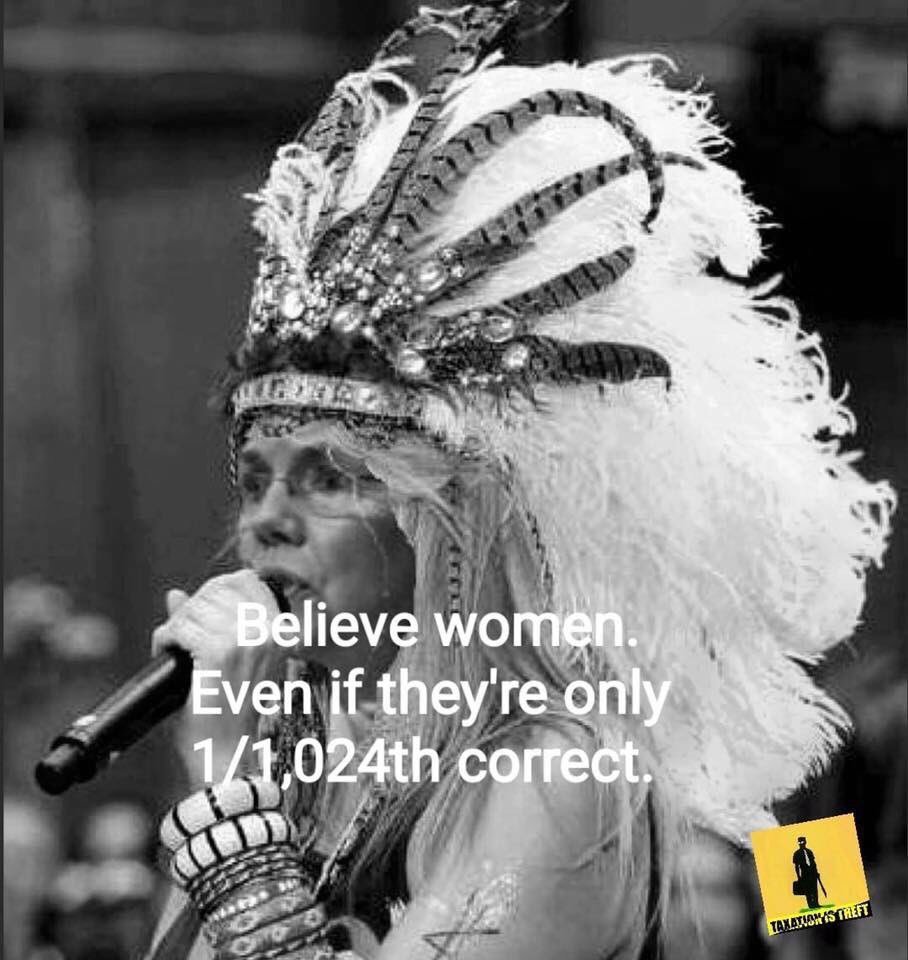 Believe women.
Even if they're only
1/1,024th correct.
TAXATION IS THEFT